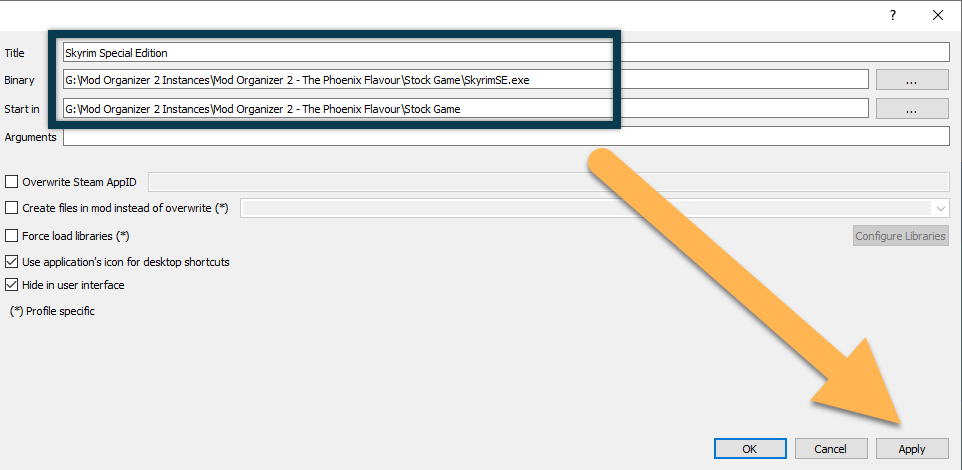 ?
Title Skyrim Special Edition
Binary G:\Mod Organizer 2 Instances\Mod Organizer 2 - The Phoenix Flavour\Stock Game\SkyrimSE.exe ...
Start in G:\Mod Organizer 2 Instances\Mod Organizer 2 - The Phoenix Flavour\Stock Game ...
Arguments
Overwrite Steam AppID
Create files in mod instead of overwrite (*)
Force load libraries (*) Configure Libraries
Use application's icon for desktop shortcuts
Hide in user interface
(*) Profile specific
OK Cancel Apply